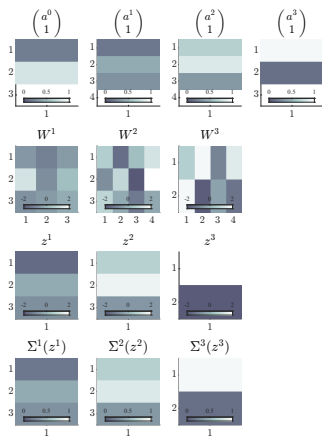 (a⁰ 1) (a¹ 1) (a² 1) (a³ 1)
1 2 3 0 0.5 1 1
1 2 3 4 0 0.5 1 1
1 2 3 4 0 0.5 1 1
1 2 3 0 0.5 1 1
W¹ W² W³
1 2 3 -2 0 2 1 2 3
1 2 3 -2 0 2 1 2 3 4
1 2 -2 0 2 1 2 3 4
z¹ z² z³
1 2 3 -2 0 2 1
1 2 3 -2 0 2 1
1 2 -2 0 2 1
Σ¹(z¹) Σ²(z²) Σ³(z³)
1 2 3 0 0.5 1 1
1 2 3 0 0.5 1 1
1 2 0 0.5 1 1